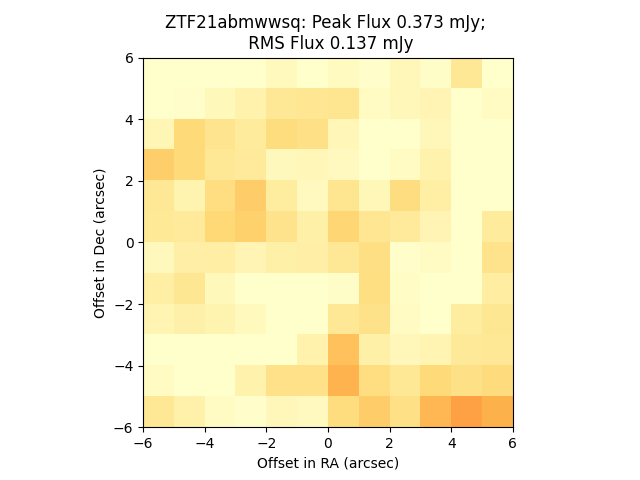 ZTF21abmwwsq: Peak Flux 0.373 mJy;
RMS Flux 0.137 mJy
6
4
2
0
−2
−4
−6
Offset in Dec (arcsec)
−6 −4 −2 0 2 4 6
Offset in RA (arcsec)